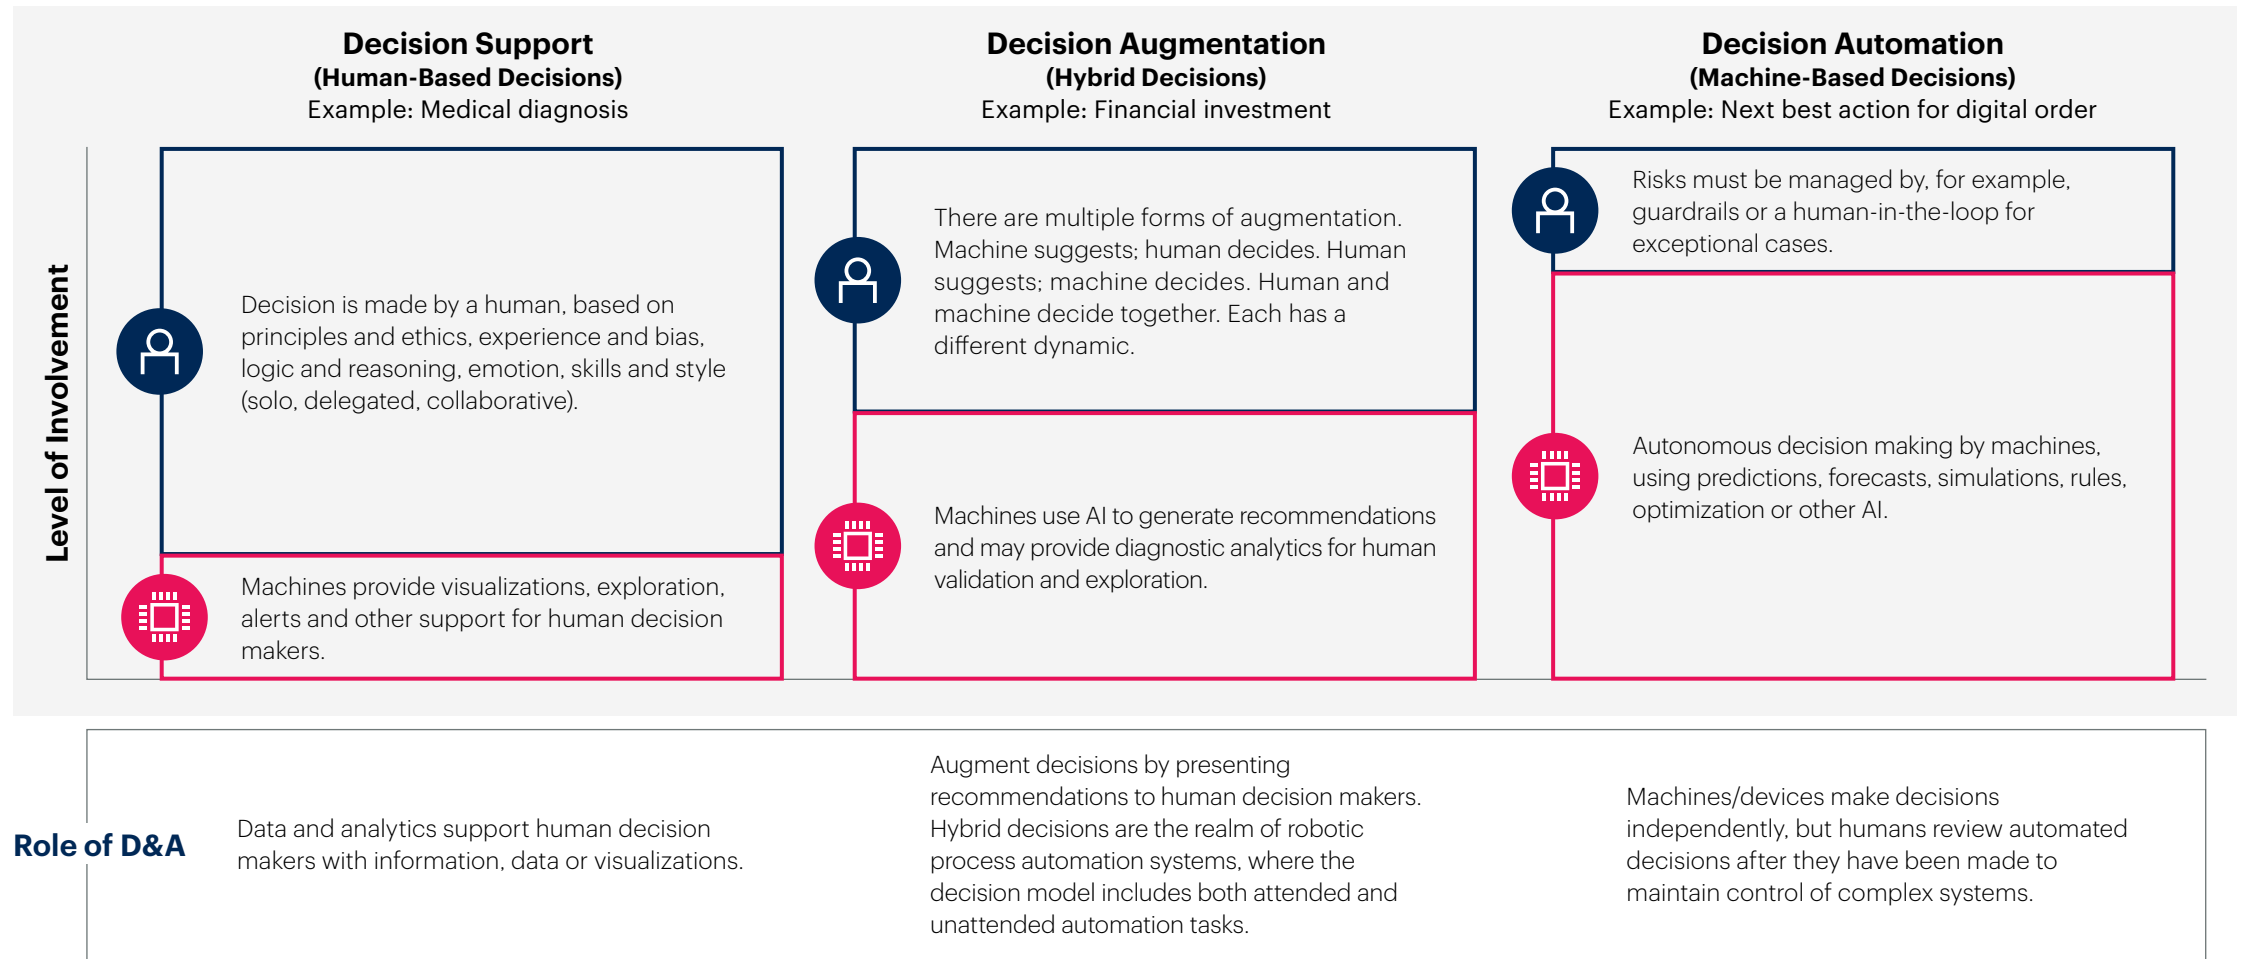 Decision Support
(Human-Based Decisions)
Example: Medical diagnosis
Decision Augmentation
(Hybrid Decisions)
Example: Financial investment
Decision Automation
(Machine-Based Decisions)
Example: Next best action for digital order
Level of Involvement
Decision is made by a human, based on
principles and ethics, experience and bias,
logic and reasoning, emotion, skills and style
(solo, delegated, collaborative).
Machines provide visualizations, exploration,
alerts and other support for human decision
makers.
There are multiple forms of augmentation.
Machine suggests; human decides. Human
suggests; machine decides. Human and
machine decide together. Each has a
different dynamic.
Machines use AI to generate recommendations
and may provide diagnostic analytics for human
validation and exploration.
Risks must be managed by, for example,
guardrails or a human-in-the-loop for
exceptional cases.
Autonomous decision making by machines,
using predictions, forecasts, simulations, rules,
optimization or other AI.
Role of D&A
Data and analytics support human decision
makers with information, data or visualizations.
Augment decisions by presenting
recommendations to human decision makers.
Hybrid decisions are the realm of robotic
process automation systems, where the
decision model includes both attended and
unattended automation tasks.
Machines/devices make decisions
independently, but humans review automated
decisions after they have been made to
maintain control of complex systems.